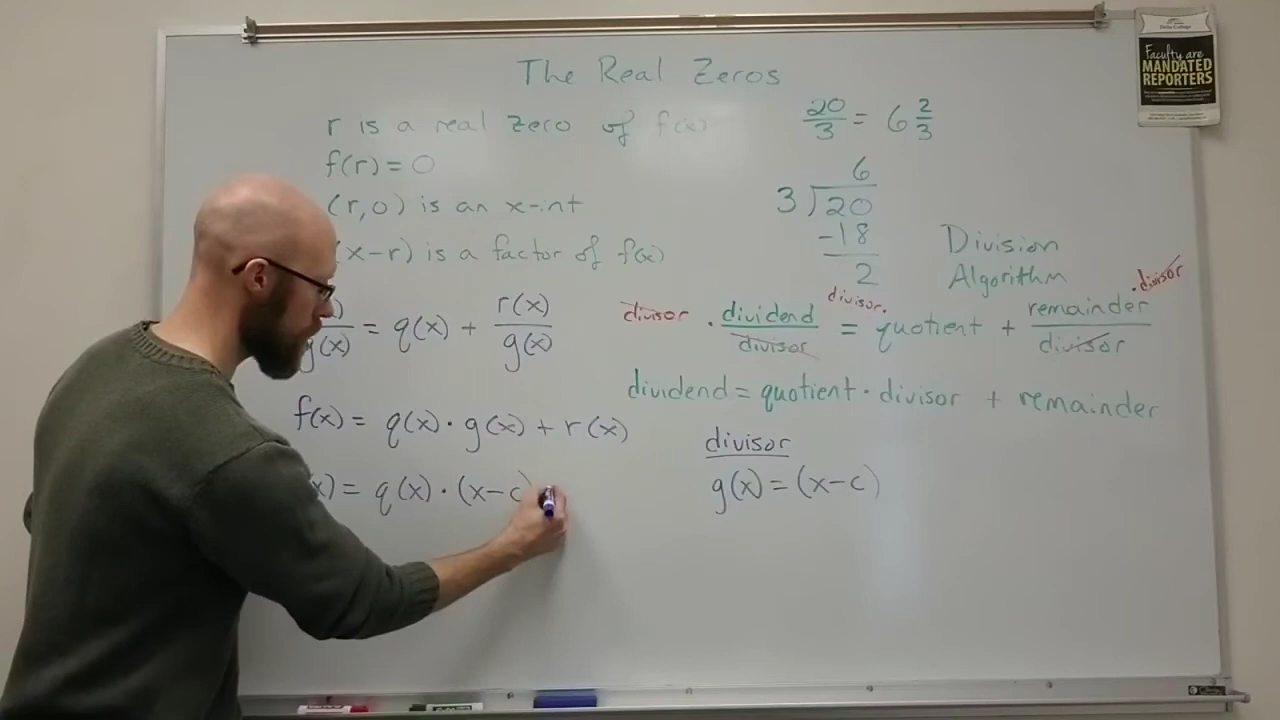 The Real Zeros
r is a real zero of f(x)
f(r) = 0
(r,0) is an x-int
(x-r) is a factor of f(x)
g(x) = q(x) + r(x)/g(x)
f(x) = q(x) · g(x) + r(x)
(x) = q(x) · (x-c)
20/3 = 6 2/3
6
3 20
-18
2
Division
Algorithm
divisor · dividend/divisor = divisor · quotient + remainder/divisor · divisor
dividend = quotient · divisor + remainder
divisor
g(x) = (x-c)
Delta College
Faculty are
MANDATED
REPORTERS